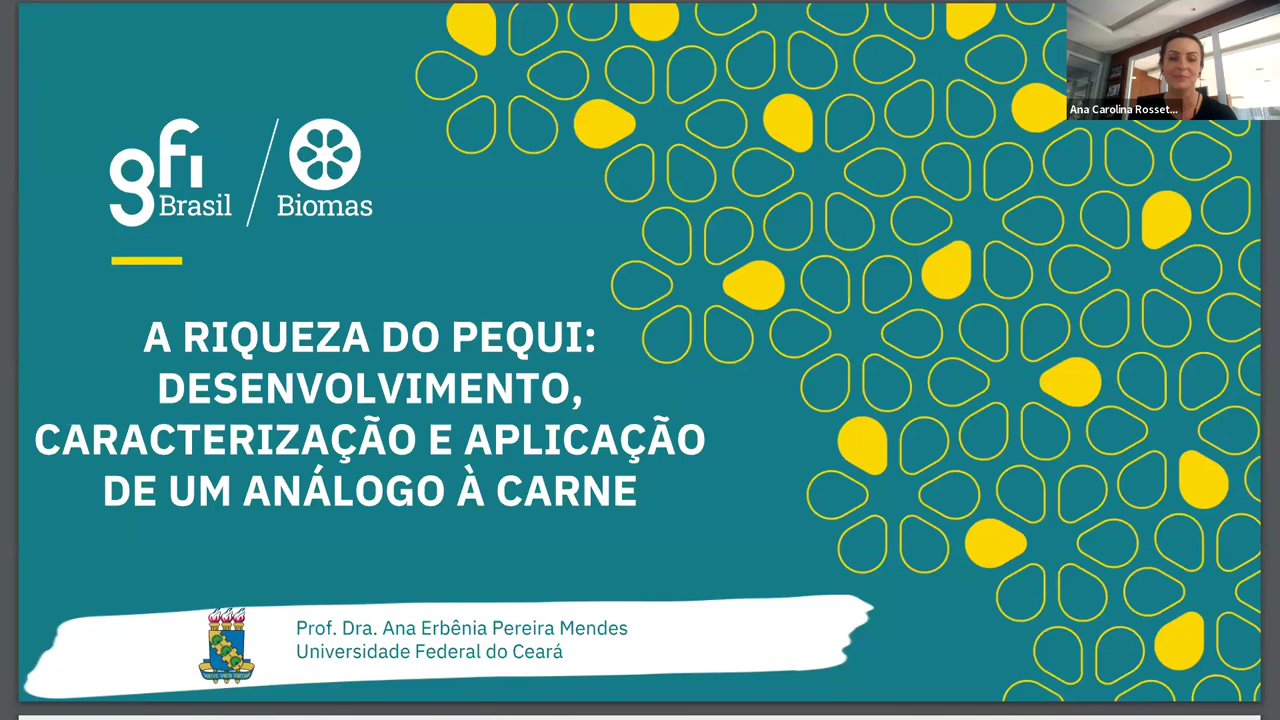 Ana Carolina Rosset...
gfi
Brasil
Biomas
A RIQUEZA DO PEQUI:
DESENVOLVIMENTO,
CARACTERIZAÇÃO E APLICAÇÃO
DE UM ANÁLOGO À CARNE
Prof. Dra. Ana Erbênia Pereira Mendes
Universidade Federal do Ceará